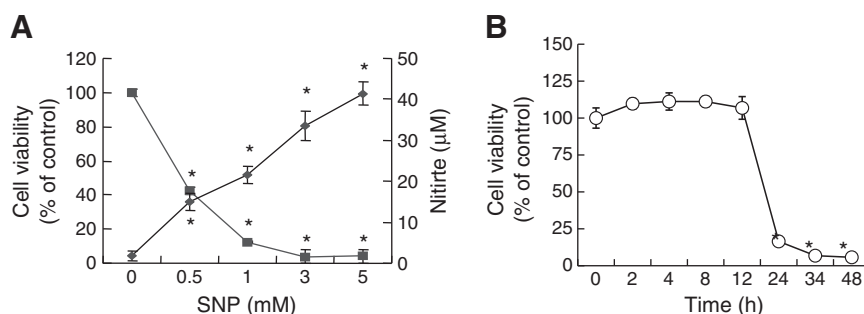 A
Cell viability
(% of control)
120
100
80
60
40
20
0
50
40
30
20
10
0
Nitirte (μM)
* * * *
* * * *
0 0.5 1 3 5
SNP (mM)
B
Cell viability
(% of control)
150
125
100
75
50
25
0
* * *
0 2 4 8 12 24 34 48
Time (h)